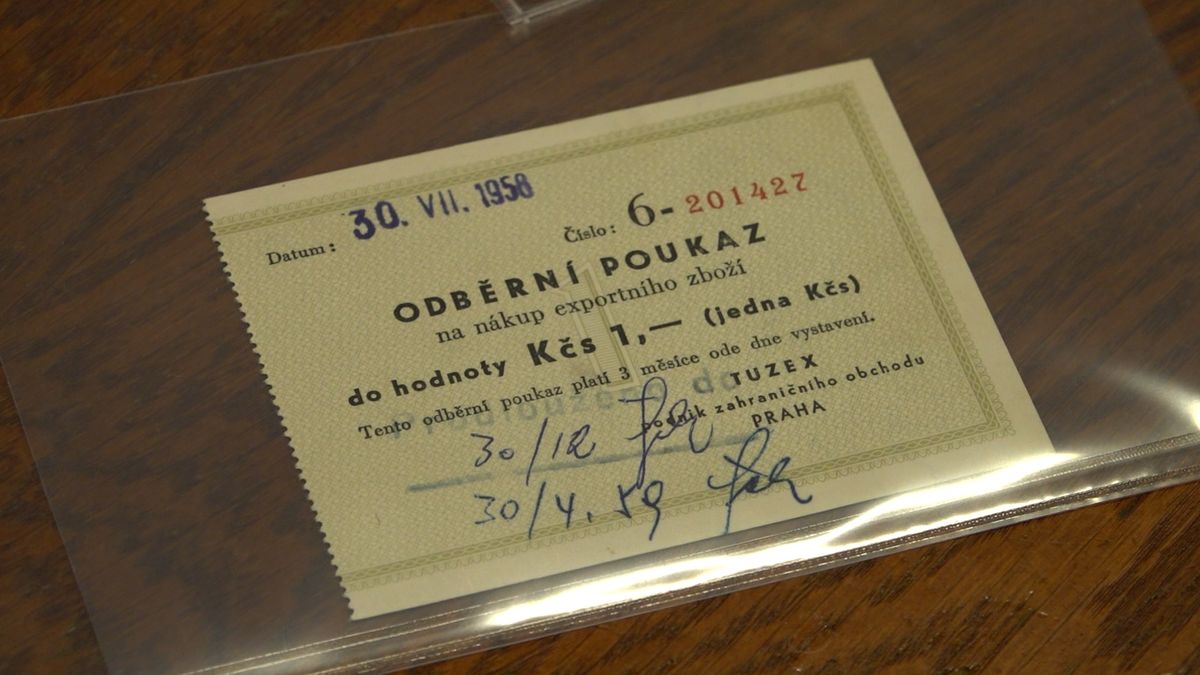 Datum: 30. VII. 1958
Číslo: 6-201427
ODBĚRNÍ POUKAZ
na nákup exportního zboží
do hodnoty Kčs 1,— (jedna Kčs)
Tento odběrní poukaz platí 3 měsíce ode dne vystavení.
Prodlouženo do
TUZEX
podnik zahraničního obchodu
PRAHA
30/12
30/4. 59